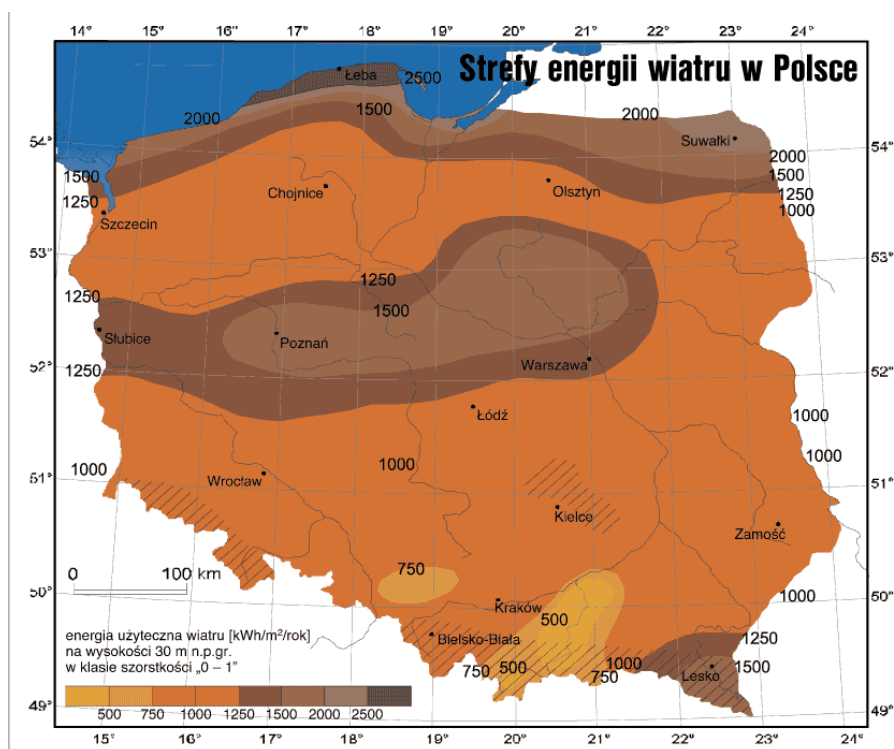 14° 15° 16° 17° 18° 19° 20° 21° 22° 23° 24°
Strefy energii wiatru w Polsce
Łeba
2500
2000
1500
2000
Suwałki
54°
54°
2000
1500
1500
1250
1250
1000
Chojnice
Olsztyn
Szczecin
53°
53°
1250
1250
1500
Słubice
Poznań
Warszawa
52°
52°
1250
Łódź
1000
1000
1000
1000
51°
51°
Wrocław
Kielce
Zamość
750
0 100 km
50°
50°
1000
Kraków
500
energia użyteczna wiatru [kWh/m²/rok]
na wysokości 30 m n.p.gr.
w klasie szorstkości „0 – 1”
Bielsko-Biała
1250
750
500
750
1000
Lesko
1500
49°
49°
500 750 1000 1250 1500 2000 2500
15° 16° 17° 18° 19° 20° 21° 22° 23° 24°